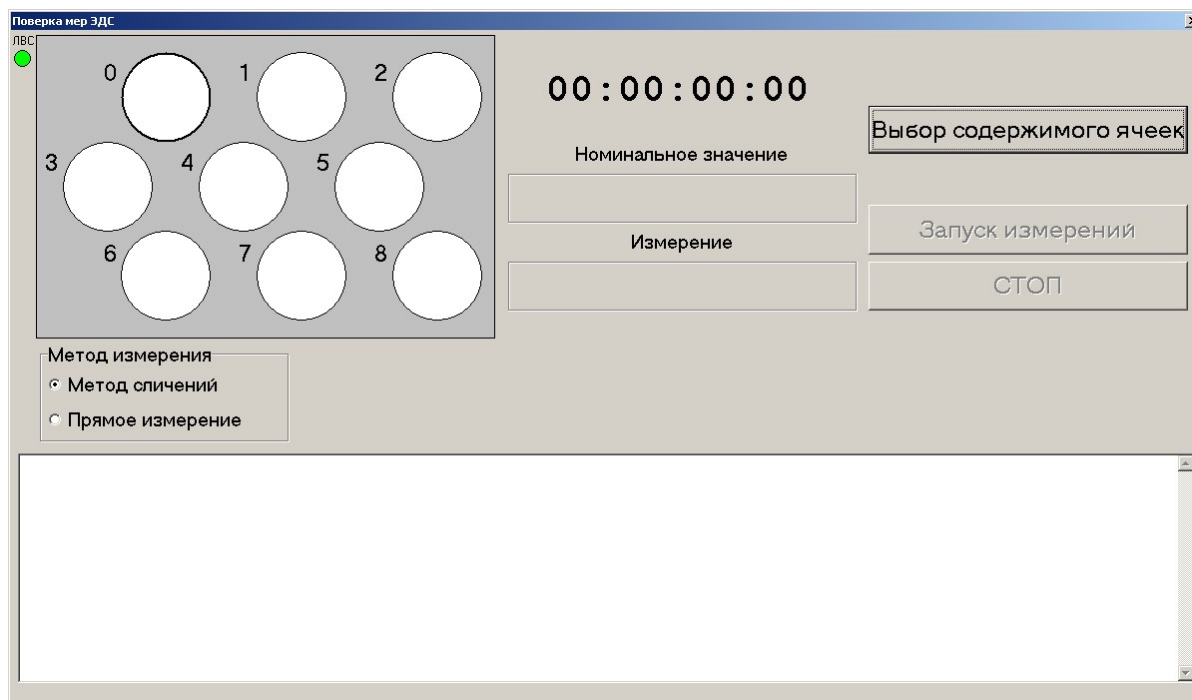 Поверка мер ЭДС
ЛВС
0 1 2
3 4 5
6 7 8
00:00:00:00
Номинальное значение
Измерение
Выбор содержимого ячеек
Запуск измерений
СТОП
Метод измерения
Метод сличений
Прямое измерение